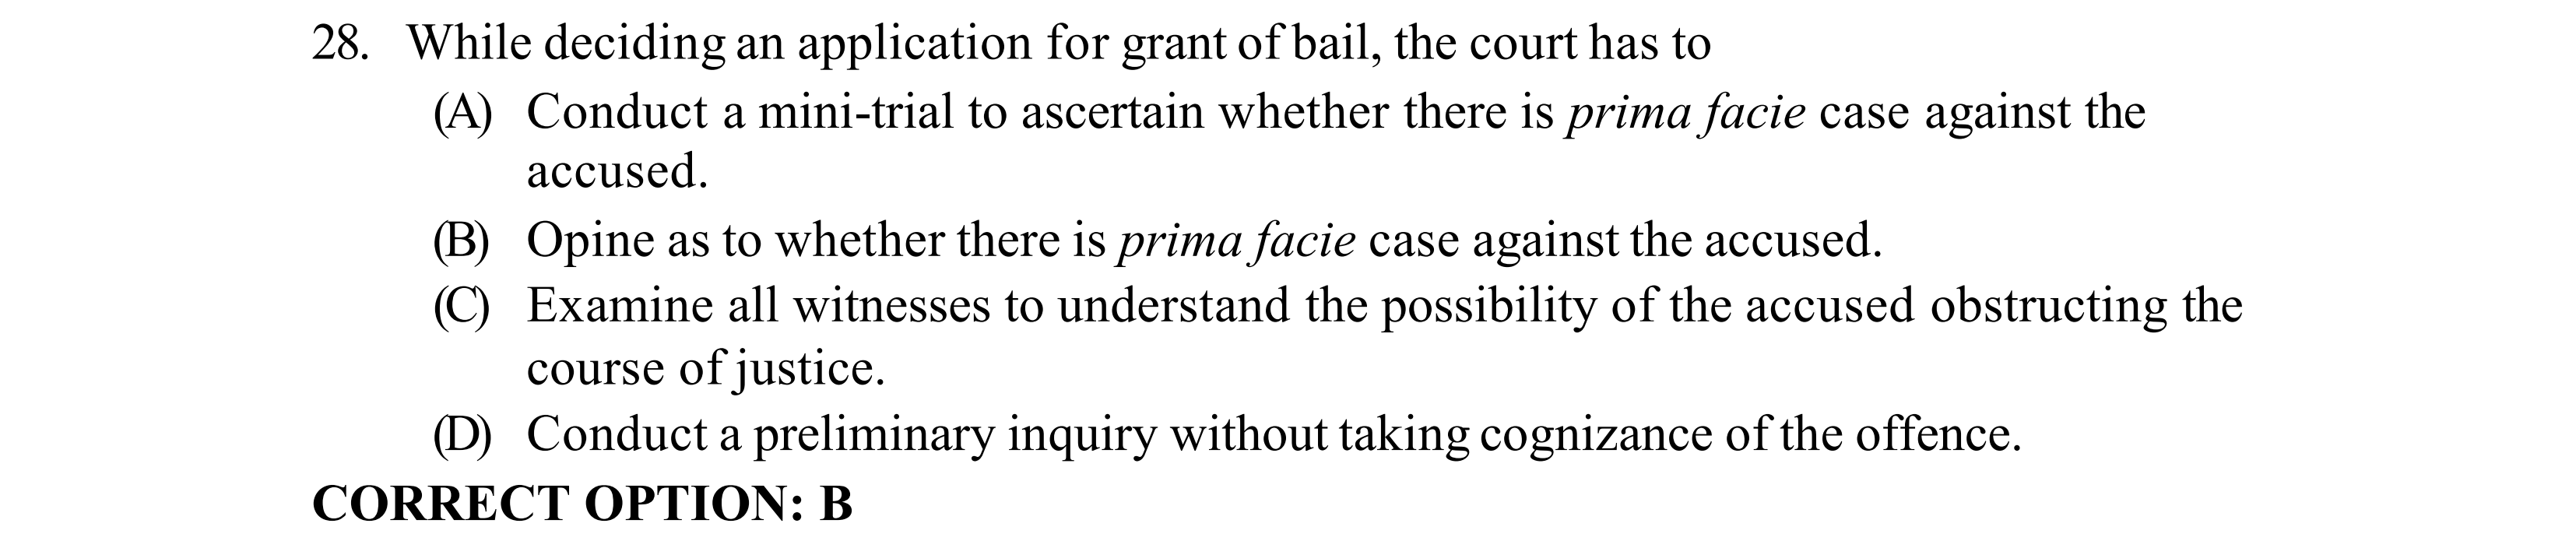 28. While deciding an application for grant of bail, the court has to
(A) Conduct a mini-trial to ascertain whether there is prima facie case against the
accused.
(B) Opine as to whether there is prima facie case against the accused.
(C) Examine all witnesses to understand the possibility of the accused obstructing the
course of justice.
(D) Conduct a preliminary inquiry without taking cognizance of the offence.
CORRECT OPTION: B